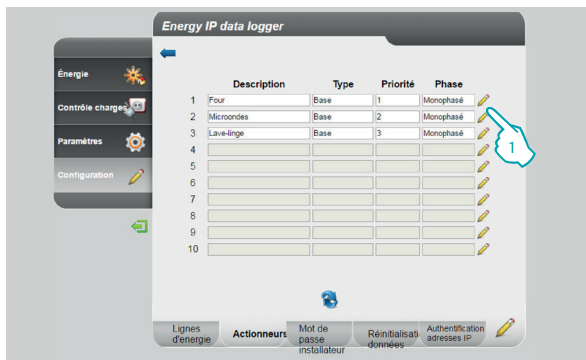 Energy IP data logger
Énergie
Contrôle charges
Paramètres
Configuration
Description Type Priorité Phase
1 Four Base 1 Monophasé
2 Microondes Base 2 Monophasé
3 Lave-linge Base 3 Monophasé
4
5
6
7
8
9
10
1
Lignes d'energie
Actionneurs
Mot de passe installateur
Réinitialisati données
Authentification adresses IP